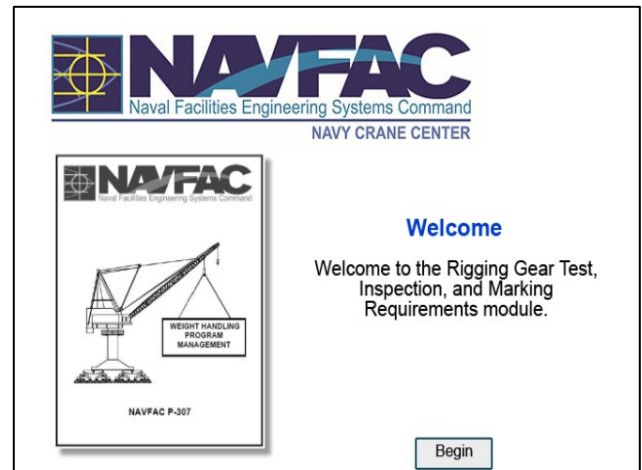 NAVFAC
Naval Facilities Engineering Systems Command
NAVY CRANE CENTER
NAVFAC
Naval Facilities Engineering Systems Command
WEIGHT HANDLING
PROGRAM
MANAGEMENT
NAVFAC P-307
Welcome
Welcome to the Rigging Gear Test,
Inspection, and Marking
Requirements module.
Begin